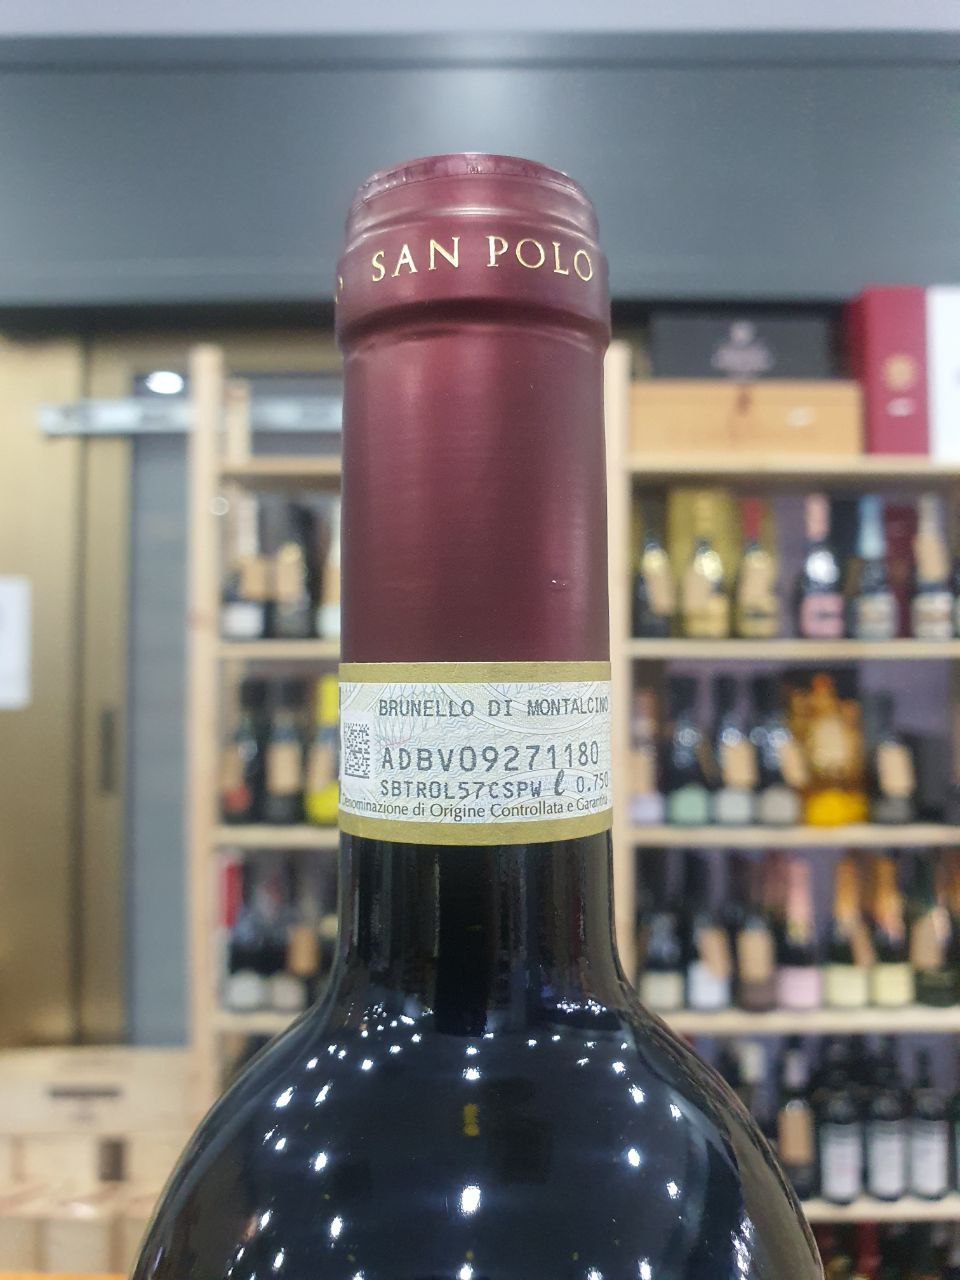 SAN POLO
BRUNELLO DI MONTALCINO
ADBV09271180
SBTROL57CSPW ℓ 0.750
Denominazione di Origine Controllata e Garantita